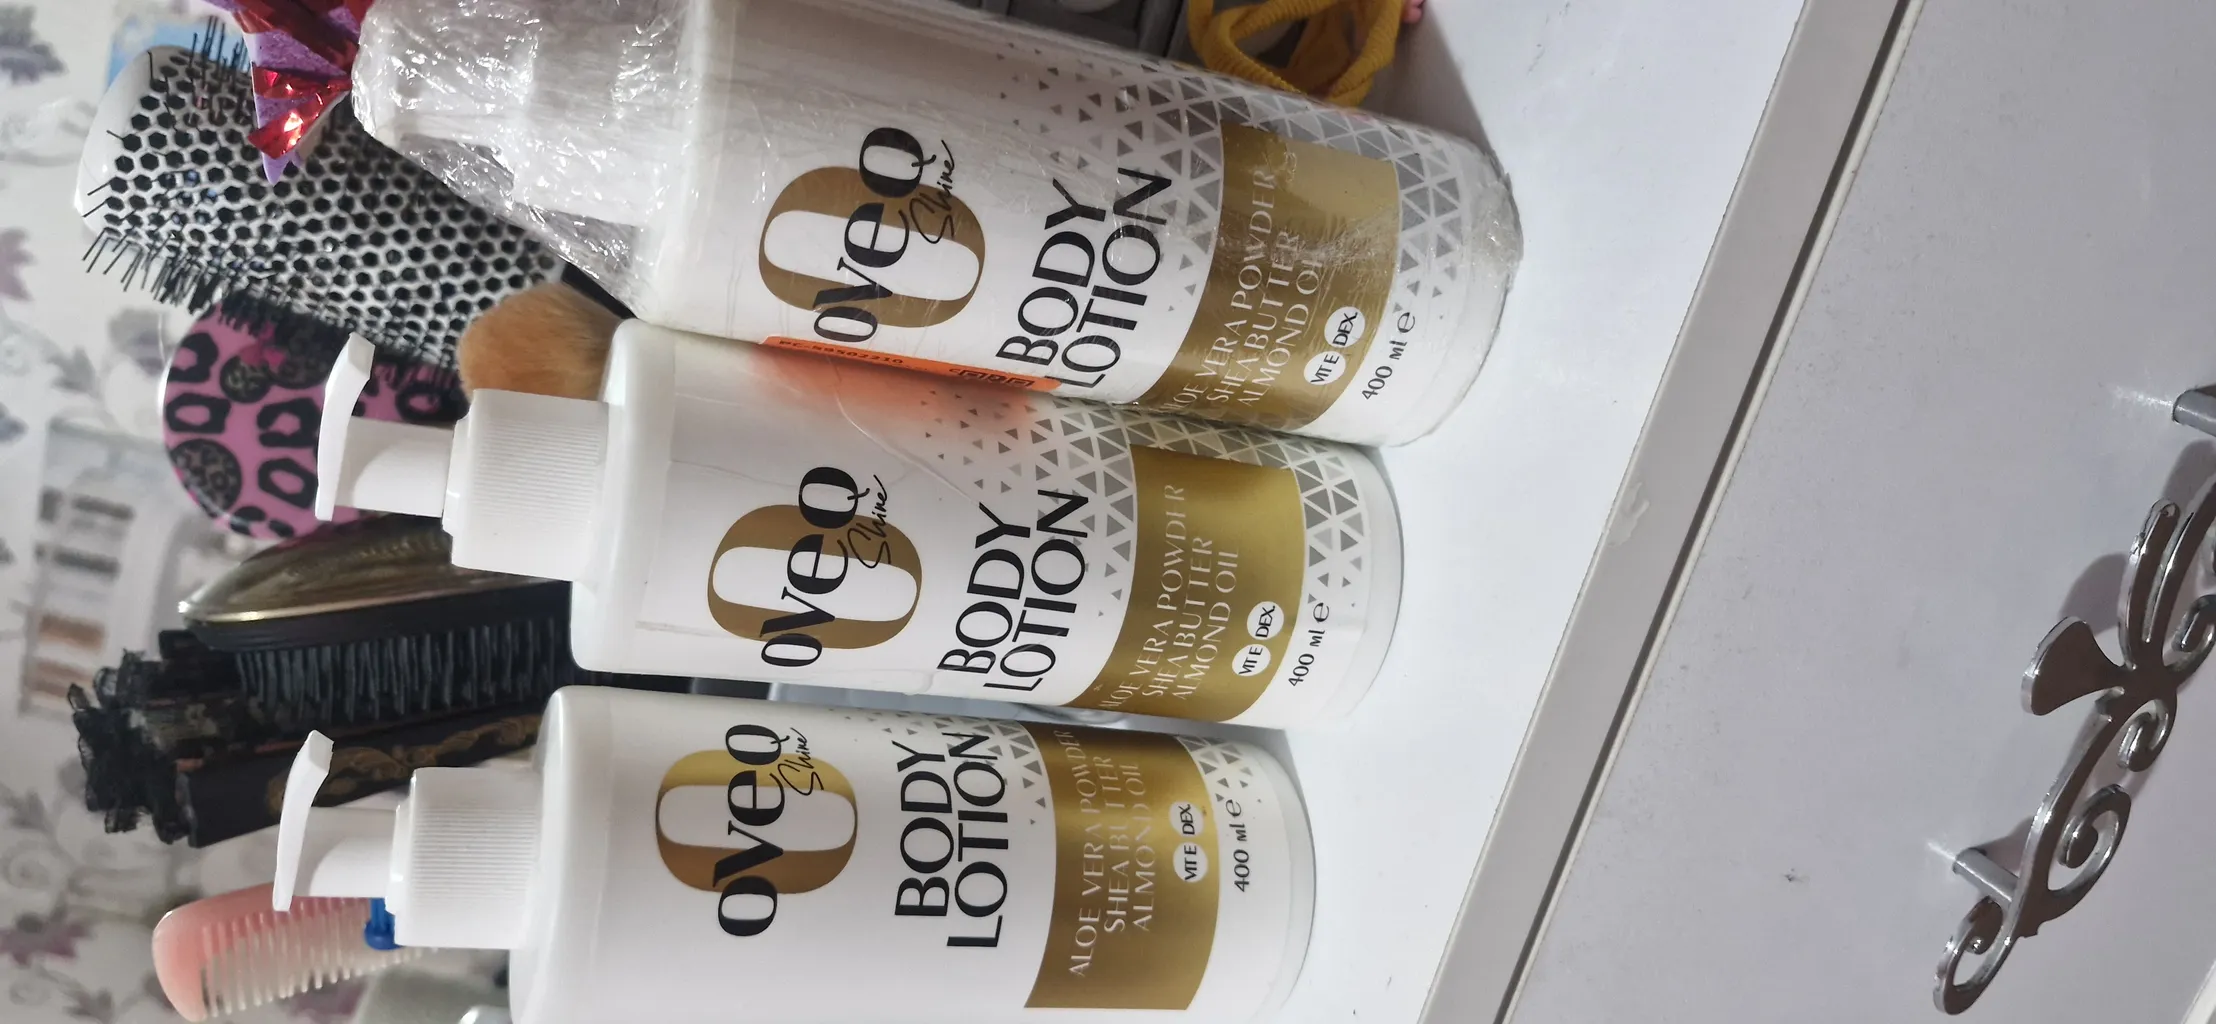 oveQ
Shine
BODY
LOTION
ALOE VERA POWDER
SHEA BUTTER
ALMOND OIL
VIT E DEX.
400 ml e
oveQ
Shine
BODY
LOTION
ALOE VERA POWDER
SHEA BUTTER
ALMOND OIL
VIT E DEX.
400 ml e
oveQ
Shine
BODY
LOTION
ALOE VERA POWDER
SHEA BUTTER
ALMOND OIL
VIT E DEX.
400 ml e